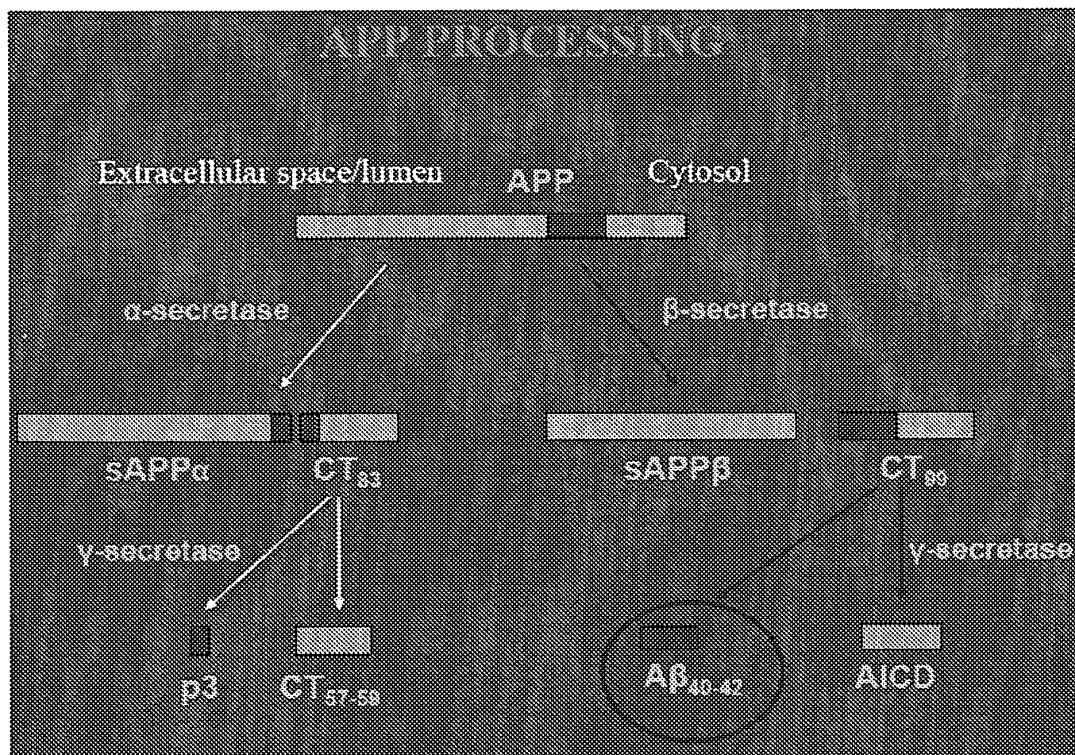 APP PROCESSING
Extracellular space/lumen APP Cytosol
α-secretase β-secretase
sAPPα CT83 sAPPβ CT99
γ-secretase γ-secretase
p3 CT57-59 Aβ40-42 AICD